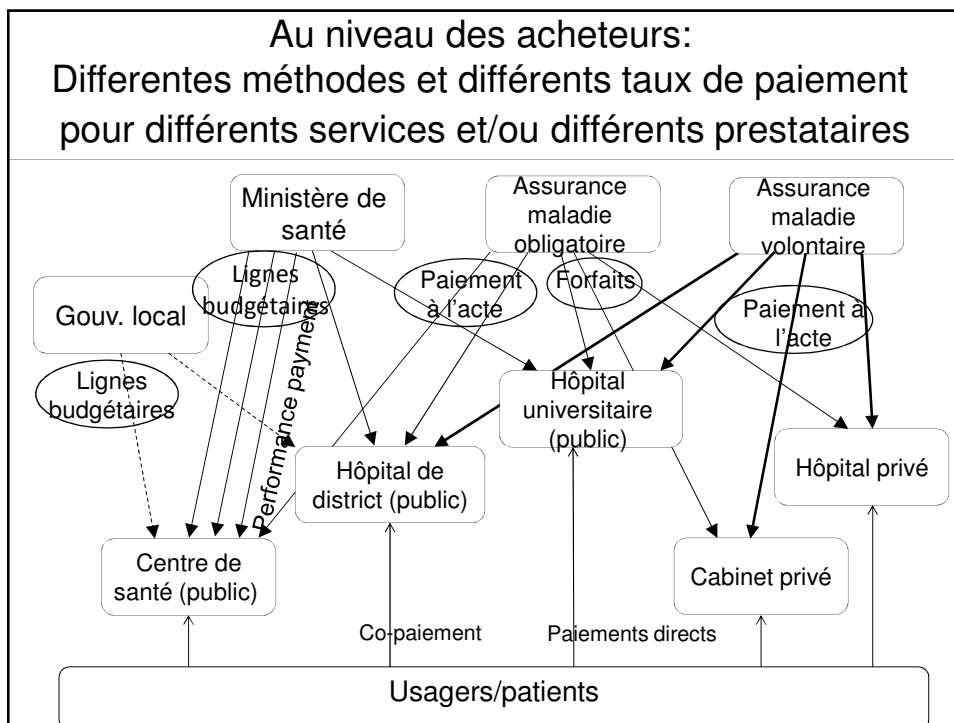 Au niveau des acheteurs:
Differentes méthodes et différents taux de paiement
pour différents services et/ou différents prestataires
Ministère de
santé
Assurance
maladie
obligatoire
Assurance
maladie
volontaire
Lignes
budgétaires
Paiement
à l'acte
Forfaits
Gouv. local
Paiement à
l'acte
Lignes
budgétaires
Performance payment
Hôpital
universitaire
(public)
Hôpital de
district (public)
Hôpital privé
Centre de
santé (public)
Cabinet privé
Co-paiement
Paiements directs
Usagers/patients